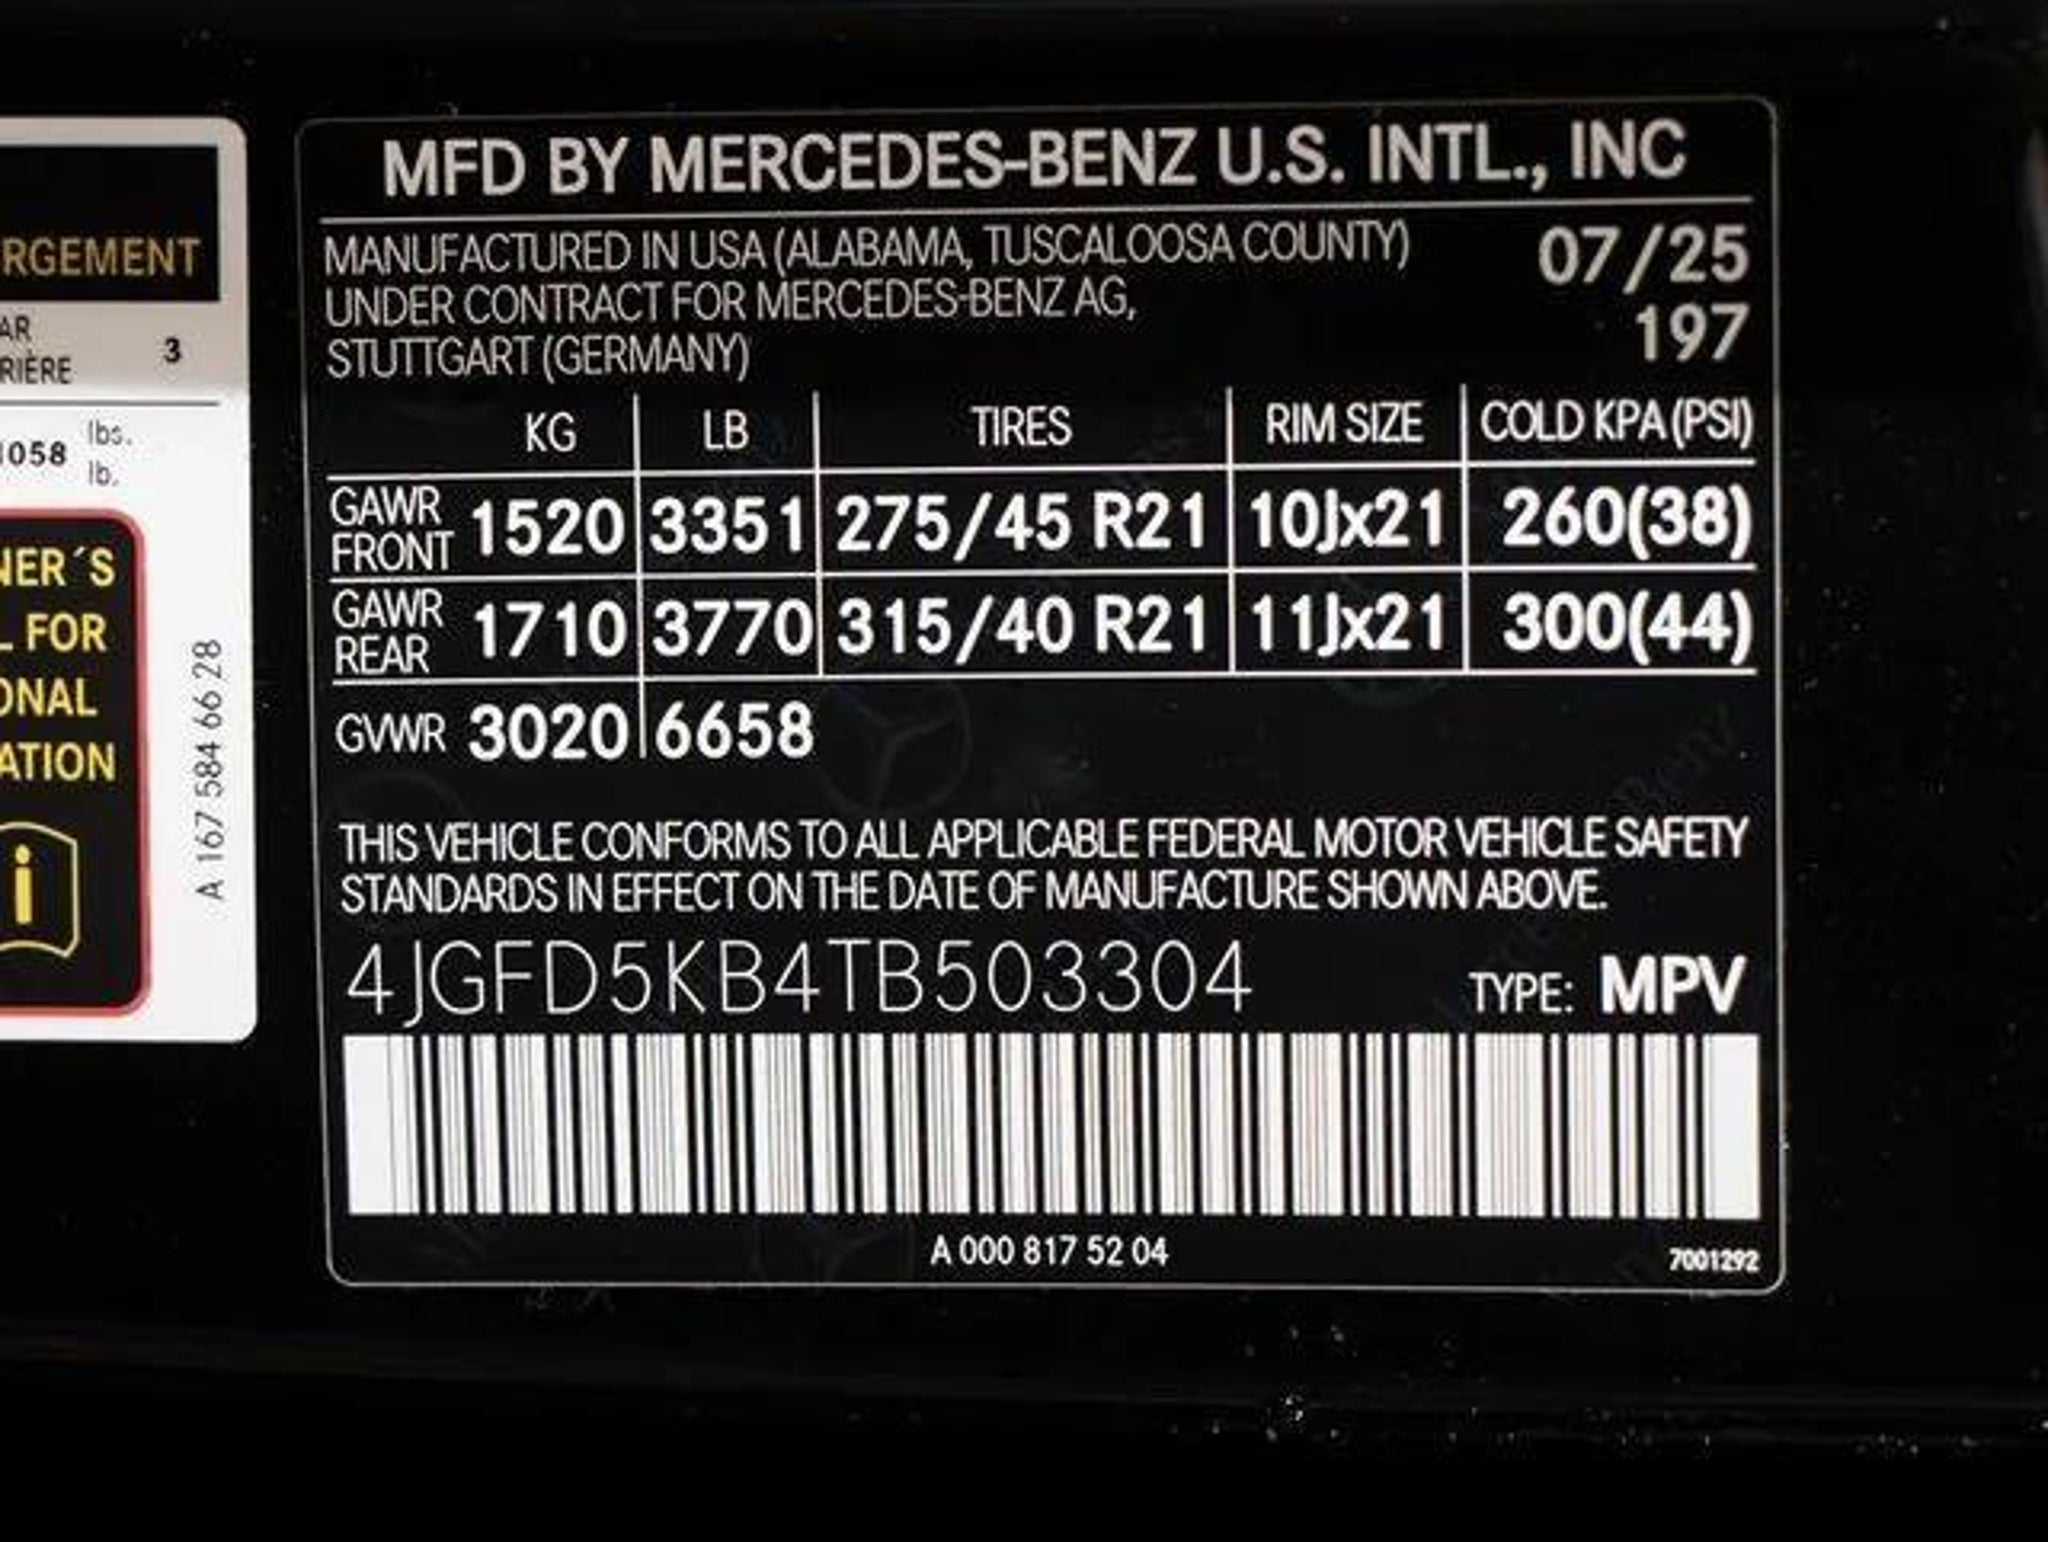 RGEMENT
AR
RIÈRE 3
1058 lbs.
lb.
NER´S
L FOR
ONAL
ATION
i
A 167 584 66 28
MFD BY MERCEDES-BENZ U.S. INTL., INC
MANUFACTURED IN USA (ALABAMA, TUSCALOOSA COUNTY) 07/25
UNDER CONTRACT FOR MERCEDES-BENZ AG, 197
STUTTGART (GERMANY)
KG LB TIRES RIM SIZE COLD KPA (PSI)
GAWR FRONT 1520 3351 275/45 R21 10Jx21 260(38)
GAWR REAR 1710 3770 315/40 R21 11Jx21 300(44)
GVWR 3020 6658
THIS VEHICLE CONFORMS TO ALL APPLICABLE FEDERAL MOTOR VEHICLE SAFETY
STANDARDS IN EFFECT ON THE DATE OF MANUFACTURE SHOWN ABOVE.
4JGFD5KB4TB503304 TYPE: MPV
A 000 817 52 04 7001292